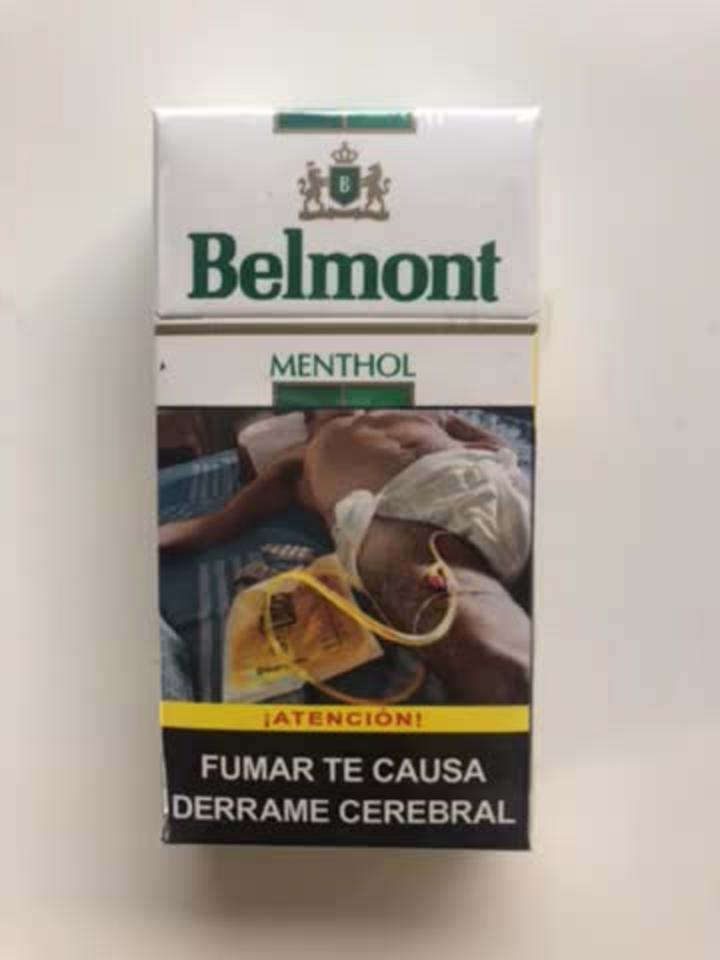 B
Belmont
MENTHOL
¡ATENCIÓN!
FUMAR TE CAUSA
DERRAME CEREBRAL